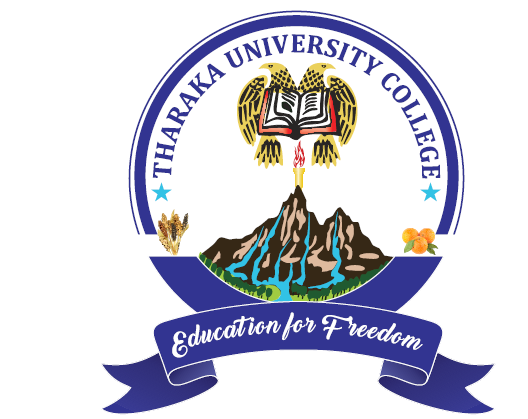 THARAKA UNIVERSITY COLLEGE
Education for Freedom